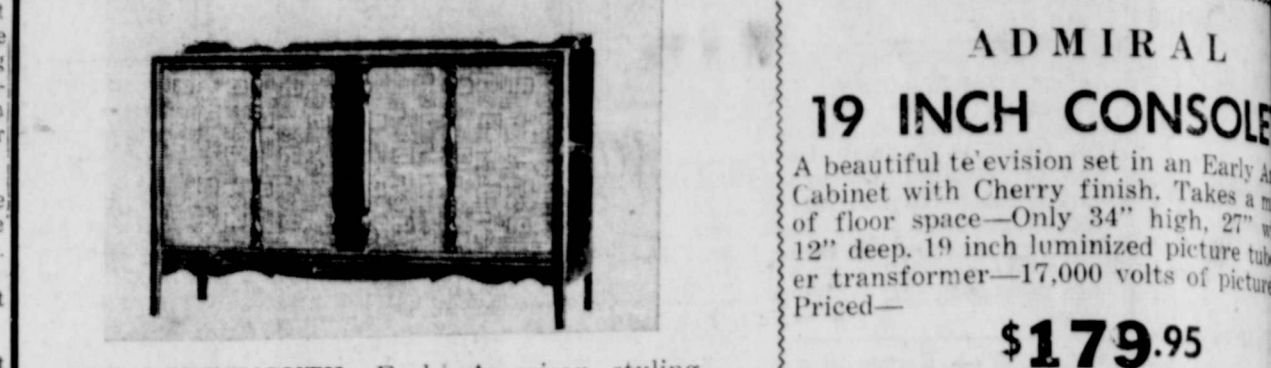 ADMIRAL
19 INCH CONSOLE
A beautiful te'evision set in an Early
Cabinet with Cherry finish. Takes a
of floor space—Only 34" high, 27"
12" deep. 19 inch luminized picture
er transformer—17,000 volts of picture
Priced—
$179.95
styling